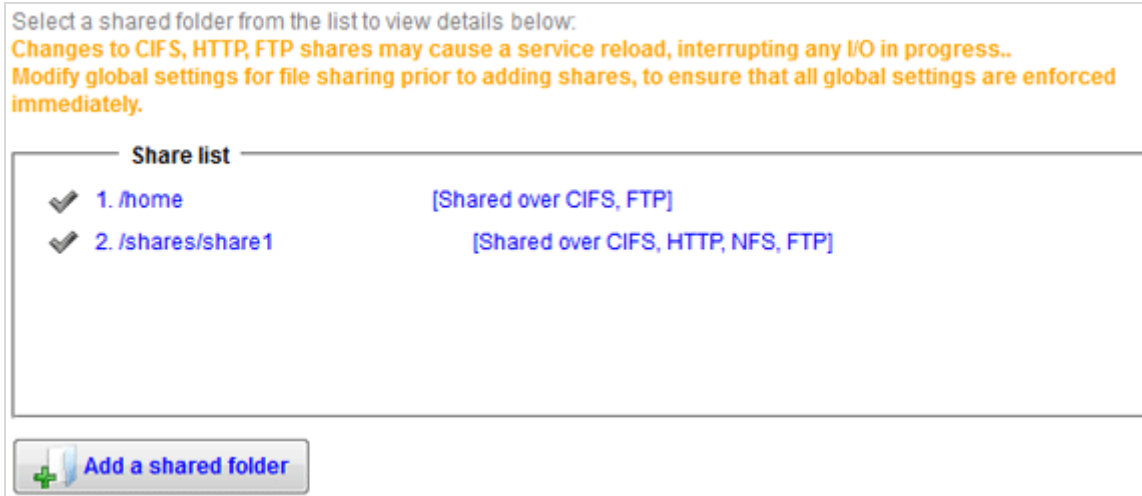 Select a shared folder from the list to view details below:
Changes to CIFS, HTTP, FTP shares may cause a service reload, interrupting any I/O in progress..
Modify global settings for file sharing prior to adding shares, to ensure that all global settings are enforced
immediately.
Share list
1. /home [Shared over CIFS, FTP]
2. /shares/share1 [Shared over CIFS, HTTP, NFS, FTP]
Add a shared folder